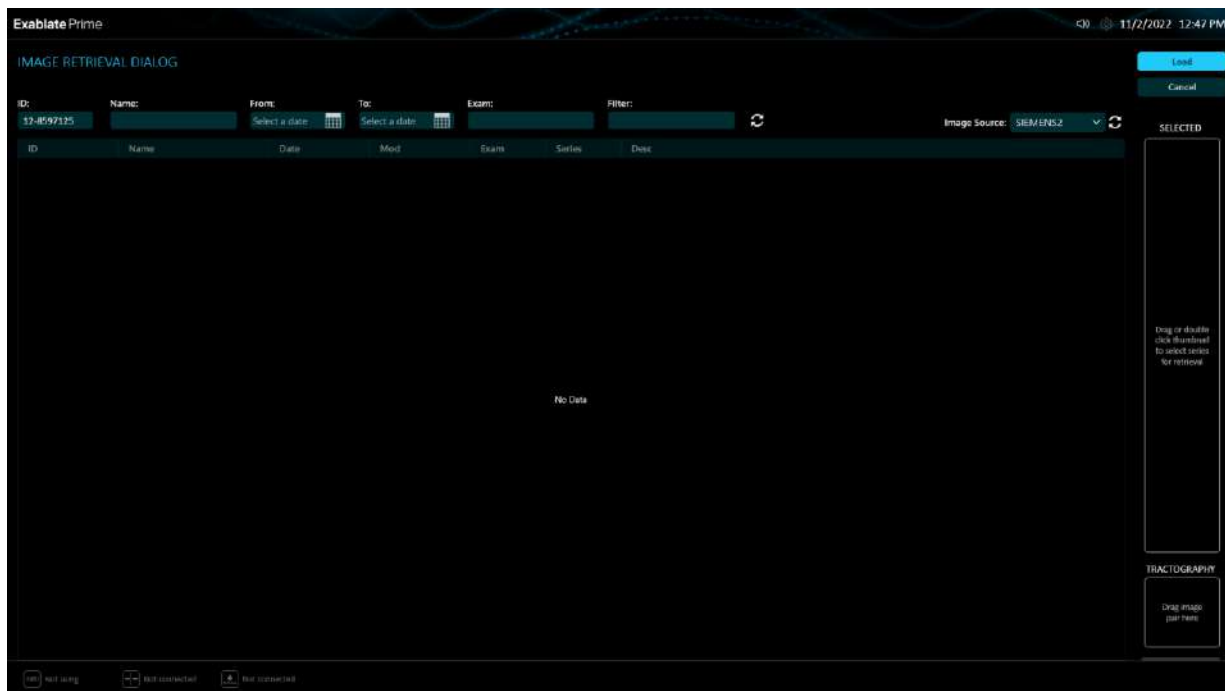 Exablate Prime
11/2/2022 12:47 PM
IMAGE RETRIEVAL DIALOG
Load
Cancel
ID: Name: From: To: Exam: Filter:
12-8597125 Select a date Select a date Image Source: SIEMENS2
SELECTED
ID Name Date Mod Exam Series Desc
Drag or double
click thumbnail
to select series
for retrieval
No Data
TRACTOGRAPHY
Drag image
pair here
Not connected Not connected